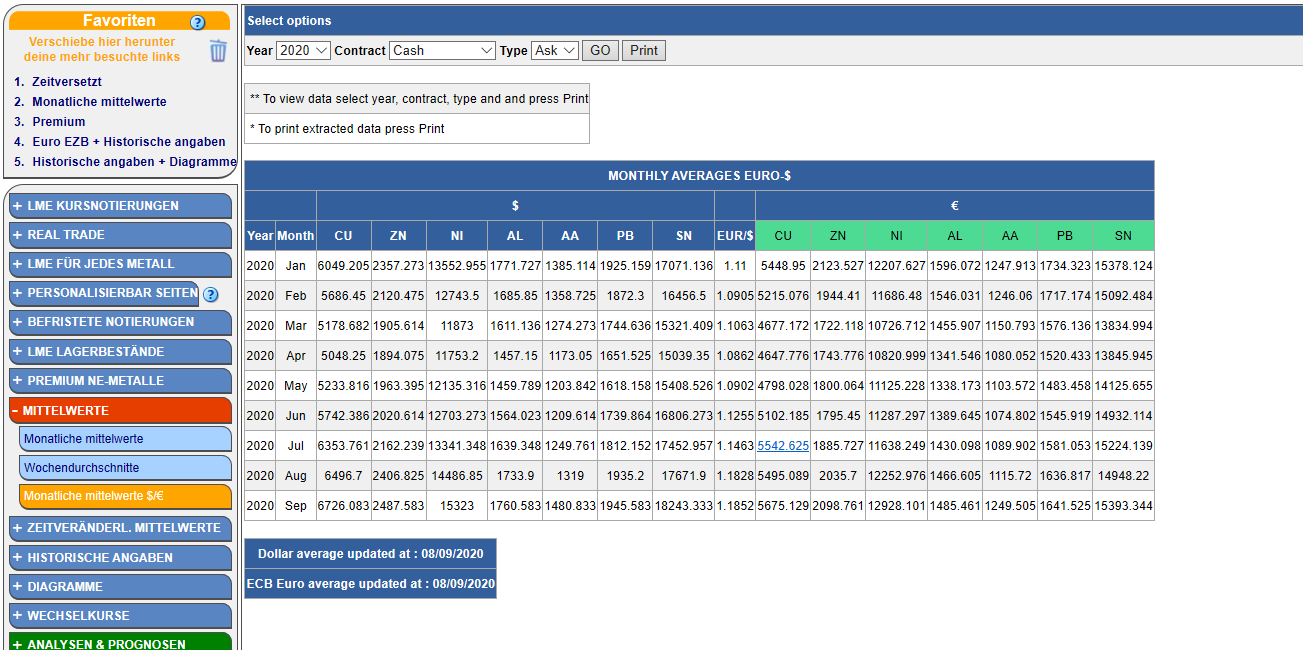 Favoriten ?
Verschiebe hier herunter
deine mehr besuchte links
1. Zeitversetzt
2. Monatliche mittelwerte
3. Premium
4. Euro EZB + Historische angaben
5. Historische angaben + Diagramme
+ LME KURSNOTIERUNGEN
+ REAL TRADE
+ LME FÜR JEDES METALL
+ PERSONALISIERBAR SEITEN ?
+ BEFRISTETE NOTIERUNGEN
+ LME LAGERBESTÄNDE
+ PREMIUM NE-METALLE
- MITTELWERTE
Monatliche mittelwerte
Wochendurchschnitte
Monatliche mittelwerte $/€
+ ZEITVERÄNDERL. MITTELWERTE
+ HISTORISCHE ANGABEN
+ DIAGRAMME
+ WECHSELKURSE
+ ANALYSEN & PROGNOSEN
Select options
Year 2020 Contract Cash Type Ask GO Print
** To view data select year, contract, type and and press Print
* To print extracted data press Print
MONTHLY AVERAGES EURO-$
$ €
Year Month CU ZN NI AL AA PB SN EUR/$ CU ZN NI AL AA PB SN
2020 Jan 6049.205 2357.273 13552.955 1771.727 1385.114 1925.159 17071.136 1.11 5448.95 2123.527 12207.627 1596.072 1247.913 1734.323 15378.124
2020 Feb 5686.45 2120.475 12743.5 1685.85 1358.725 1872.3 16456.5 1.0905 5215.076 1944.41 11686.48 1546.031 1246.06 1717.174 15092.484
2020 Mar 5178.682 1905.614 11873 1611.136 1274.273 1744.636 15321.409 1.1063 4677.172 1722.118 10726.712 1455.907 1150.793 1576.136 13834.994
2020 Apr 5048.25 1894.075 11753.2 1457.15 1173.05 1651.525 15039.35 1.0862 4647.776 1743.776 10820.999 1341.546 1080.052 1520.433 13845.945
2020 May 5233.816 1963.395 12135.316 1459.789 1203.842 1618.158 15408.526 1.0902 4798.028 1800.064 11125.228 1338.173 1103.572 1483.458 14125.655
2020 Jun 5742.386 2020.614 12703.273 1564.023 1209.614 1739.864 16806.273 1.1255 5102.185 1795.45 11287.297 1389.645 1074.802 1545.919 14932.114
2020 Jul 6353.761 2162.239 13341.348 1639.348 1249.761 1812.152 17452.957 1.1463 5542.625 1885.727 11638.249 1430.098 1089.902 1581.053 15224.139
2020 Aug 6496.7 2406.825 14486.85 1733.9 1319 1935.2 17671.9 1.1828 5495.089 2035.7 12252.976 1466.605 1115.72 1636.817 14948.22
2020 Sep 6726.083 2487.583 15323 1760.583 1480.833 1945.583 18243.333 1.1852 5675.129 2098.761 12928.101 1485.461 1249.505 1641.525 15393.344
Dollar average updated at : 08/09/2020
ECB Euro average updated at : 08/09/2020